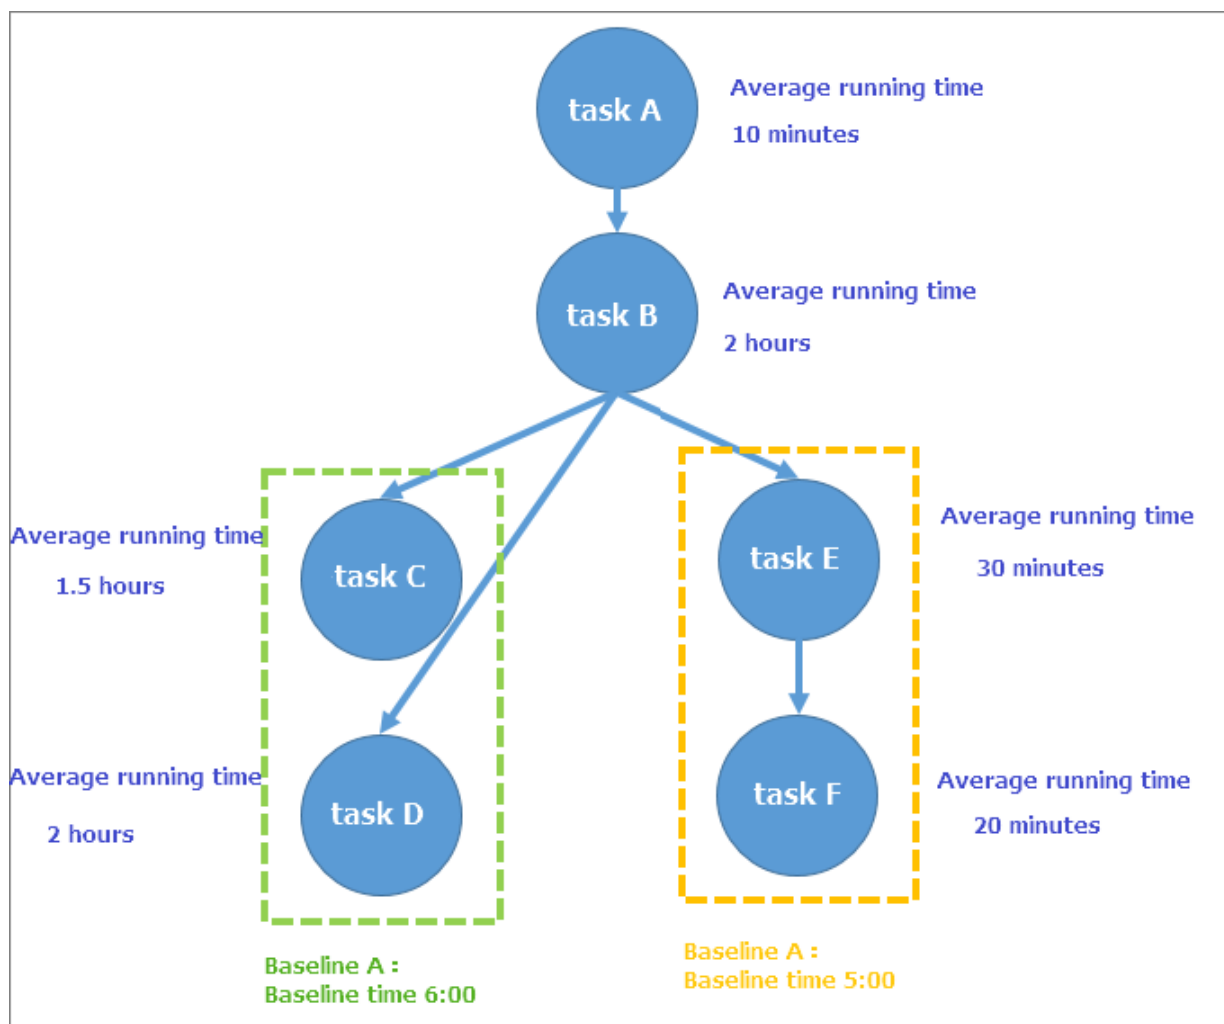 task A
Average running time
10 minutes
task B
Average running time
2 hours
Average running time
1.5 hours
task C
task E
Average running time
30 minutes
Average running time
2 hours
task D
task F
Average running time
20 minutes
Baseline A :
Baseline time 6:00
Baseline A :
Baseline time 5:00